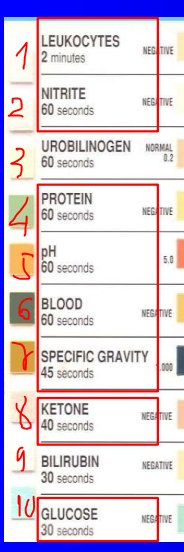 1 LEUKOCYTES
2 minutes NEGATIVE
2 NITRITE
60 seconds NEGATIVE
3 UROBILINOGEN NORMAL
60 seconds 0.2
4 PROTEIN
60 seconds NEGATIVE
5 pH
60 seconds 5.0
6 BLOOD
60 seconds NEGATIVE
7 SPECIFIC GRAVITY
45 seconds .000
8 KETONE
40 seconds NEGATIVE
9 BILIRUBIN
30 seconds NEGATIVE
10 GLUCOSE
30 seconds NEGATIVE